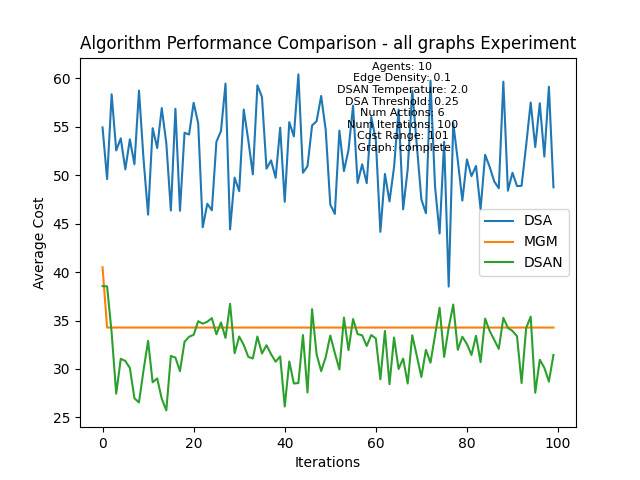 Algorithm Performance Comparison - all graphs Experiment
Agents: 10
Edge Density: 0.1
DSAN Temperature: 2.0
DSA Threshold: 0.25
Num Actions: 6
Num Iterations: 100
Cost Range: 101
Graph: complete
60
55
50
45
40
35
30
25
Average Cost
DSA
MGM
DSAN
0
20
40
60
80
100
Iterations